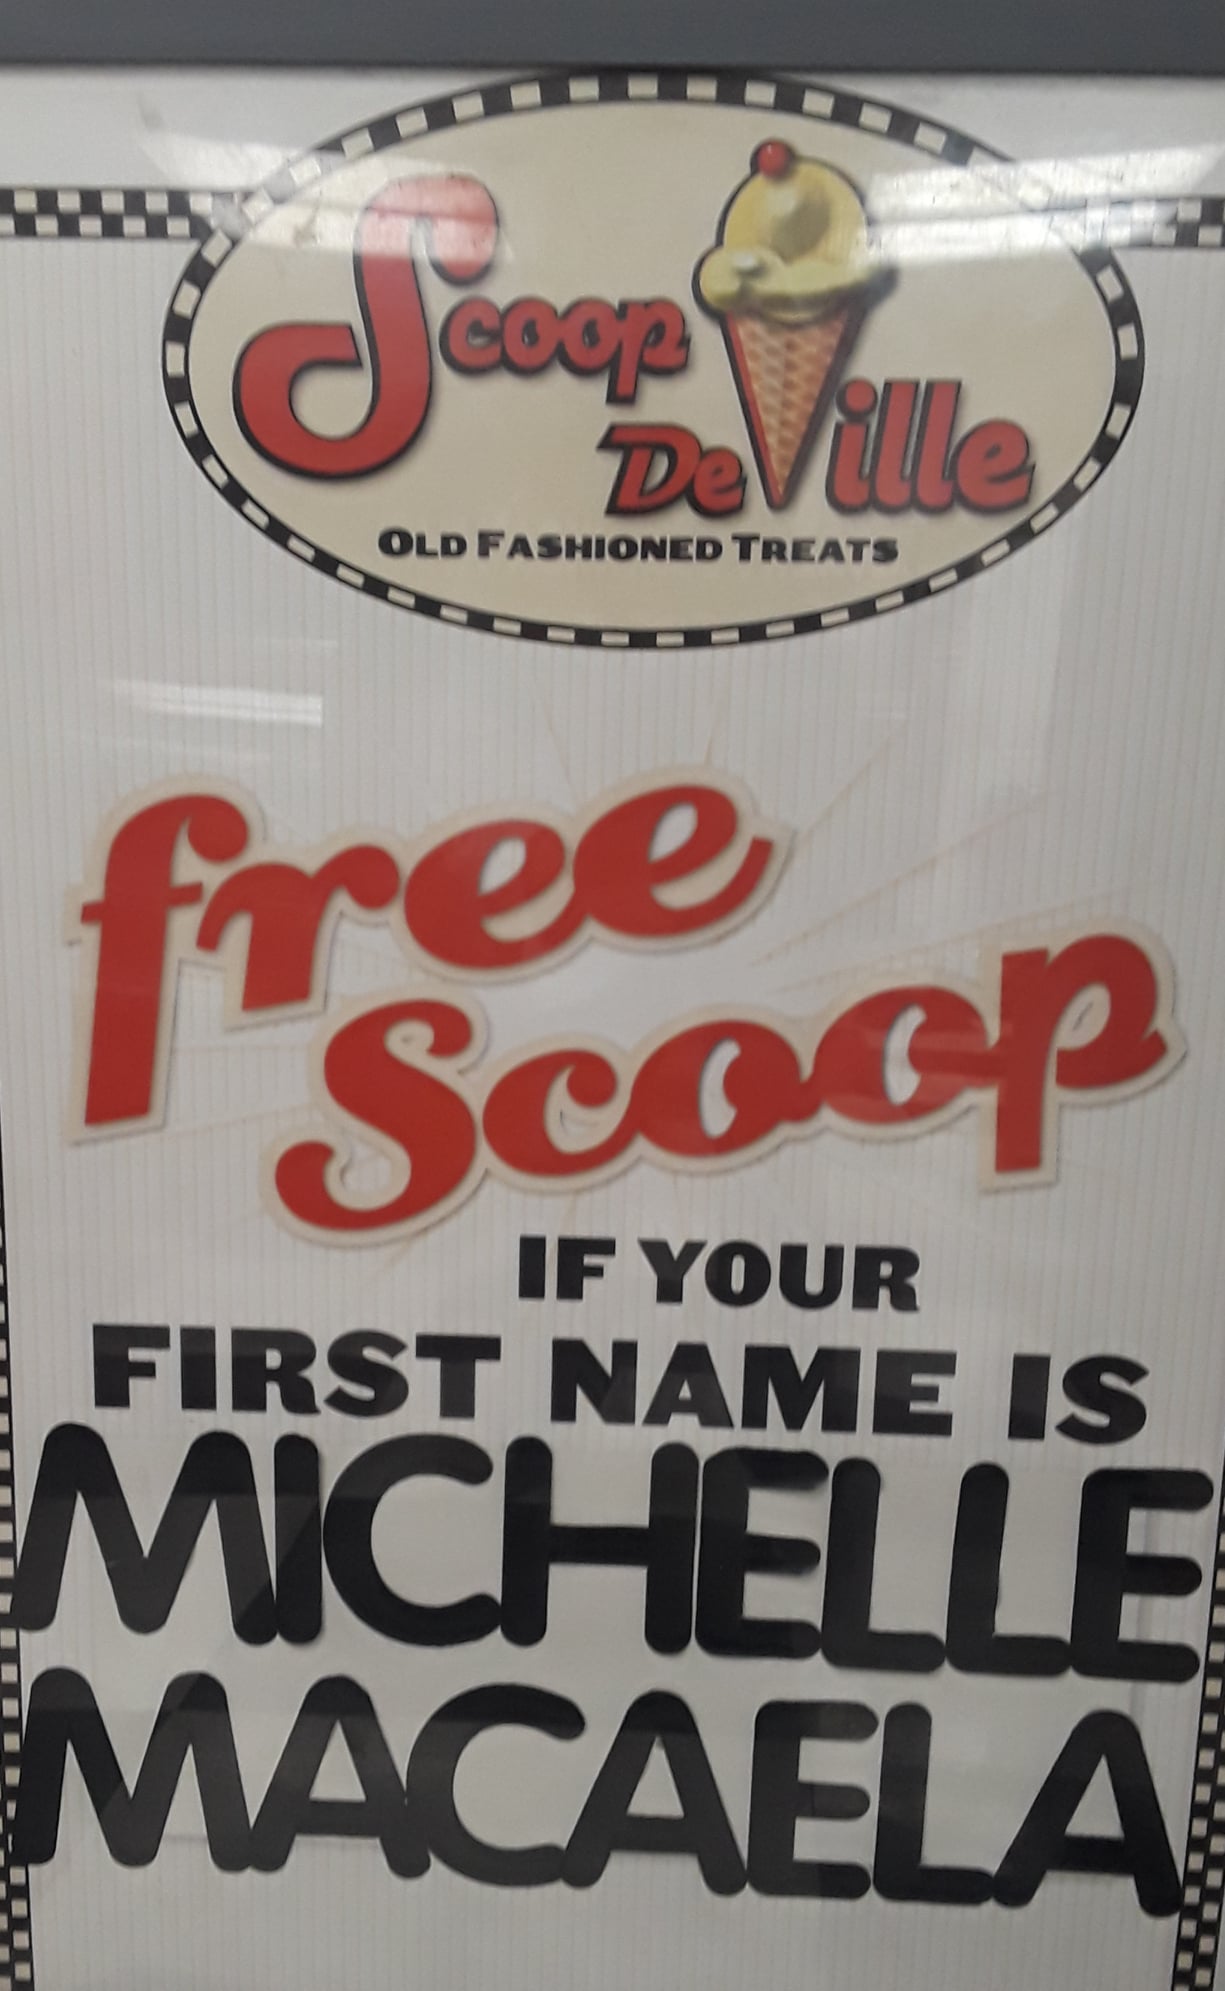 Scoop
DeVille
OLD FASHIONED TREATS
free
Scoop
IF YOUR
FIRST NAME IS
MICHELLE
MACAELA